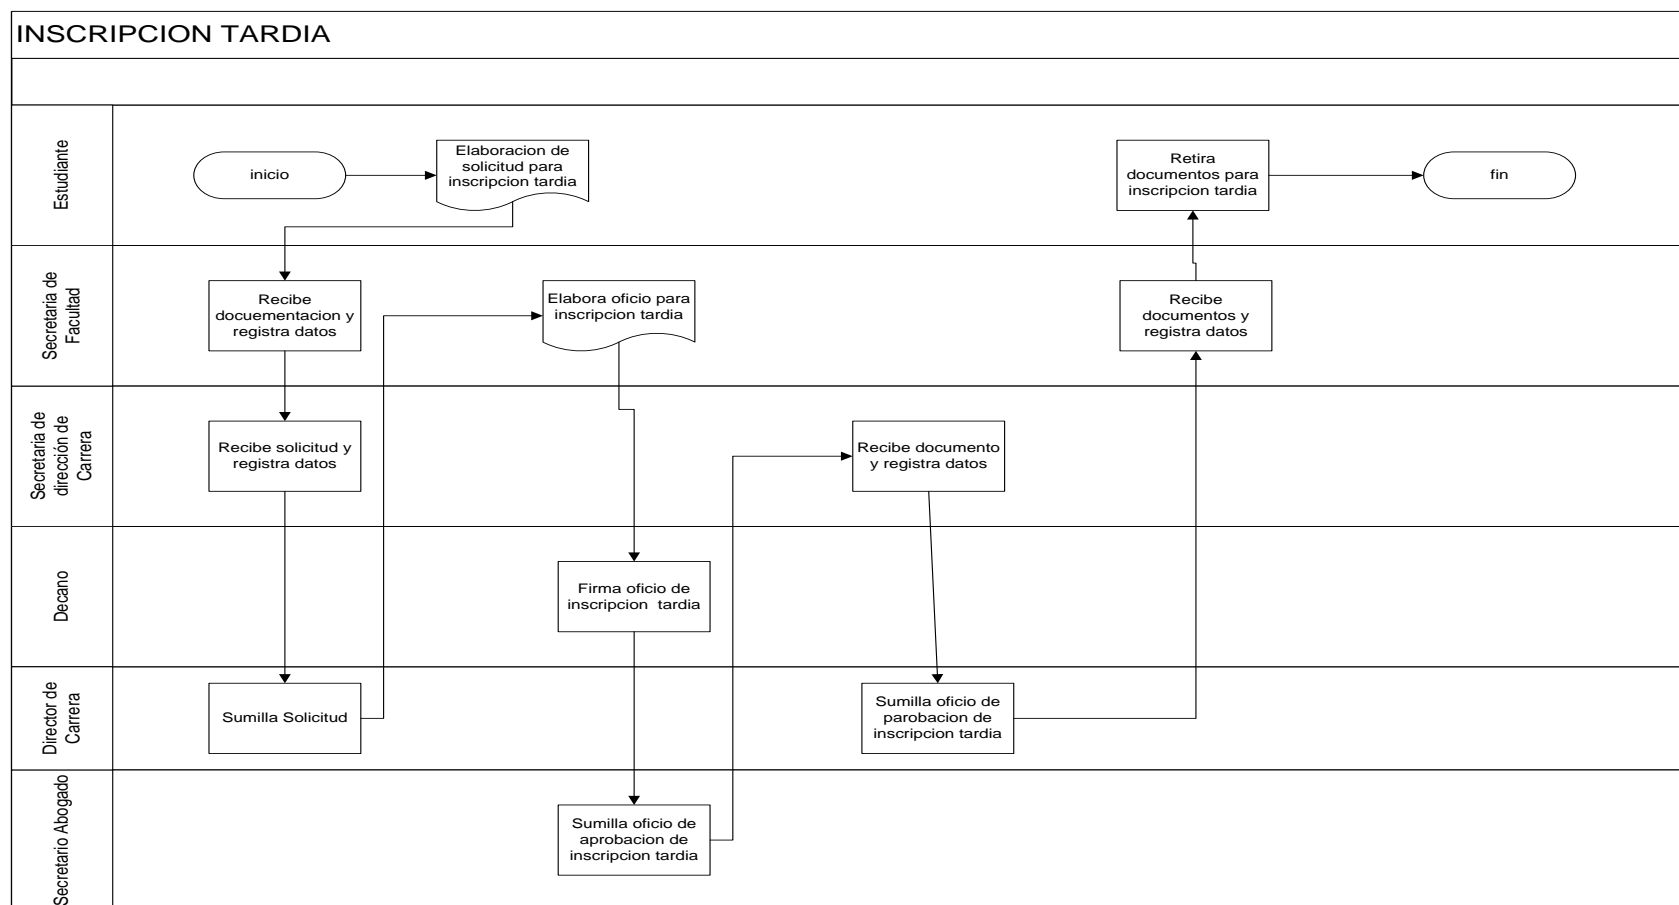 INSCRIPCION TARDIA
Estudiante
inicio
Elaboracion de
solicitud para
inscripcion tardia
Retira
documentos para
inscripcion tardia
fin
Secretaria de
Facultad
Recibe
docuementacion y
registra datos
Elabora oficio para
inscripcion tardia
Recibe
documentos y
registra datos
Secretaria de
dirección de
Carrera
Recibe solicitud y
registra datos
Recibe documento
y registra datos
Decano
Firma oficio de
inscripcion tardia
Director de
Carrera
Sumilla Solicitud
Sumilla oficio de
parobacion de
inscripcion tardia
Secretario Abogado
Sumilla oficio de
aprobacion de
inscripcion tardia